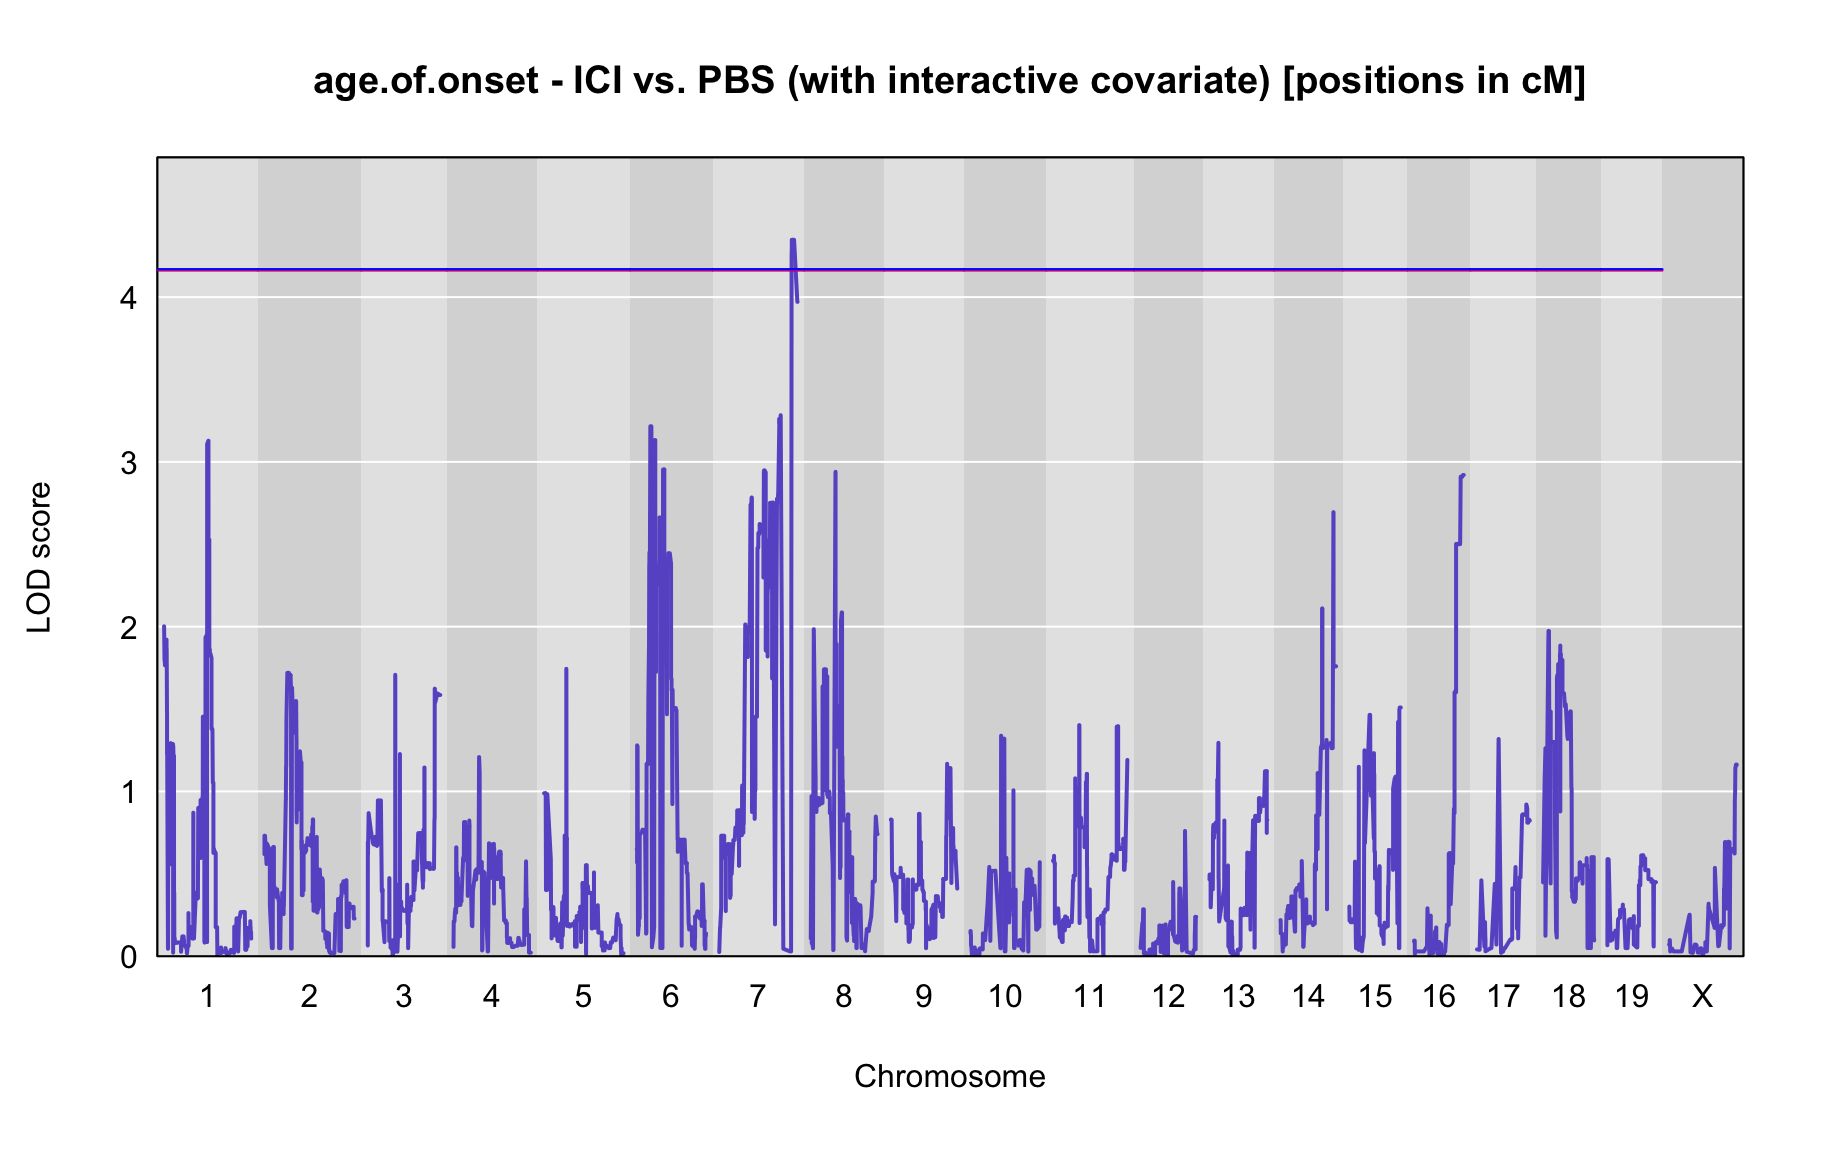 age.of.onset - ICI vs. PBS (with interactive covariate) [positions in cM]
4
3
2
1
0
LOD score
1 2 3 4 5 6 7 8 9 10 11 12 13 14 15 16 17 18 19 X
Chromosome